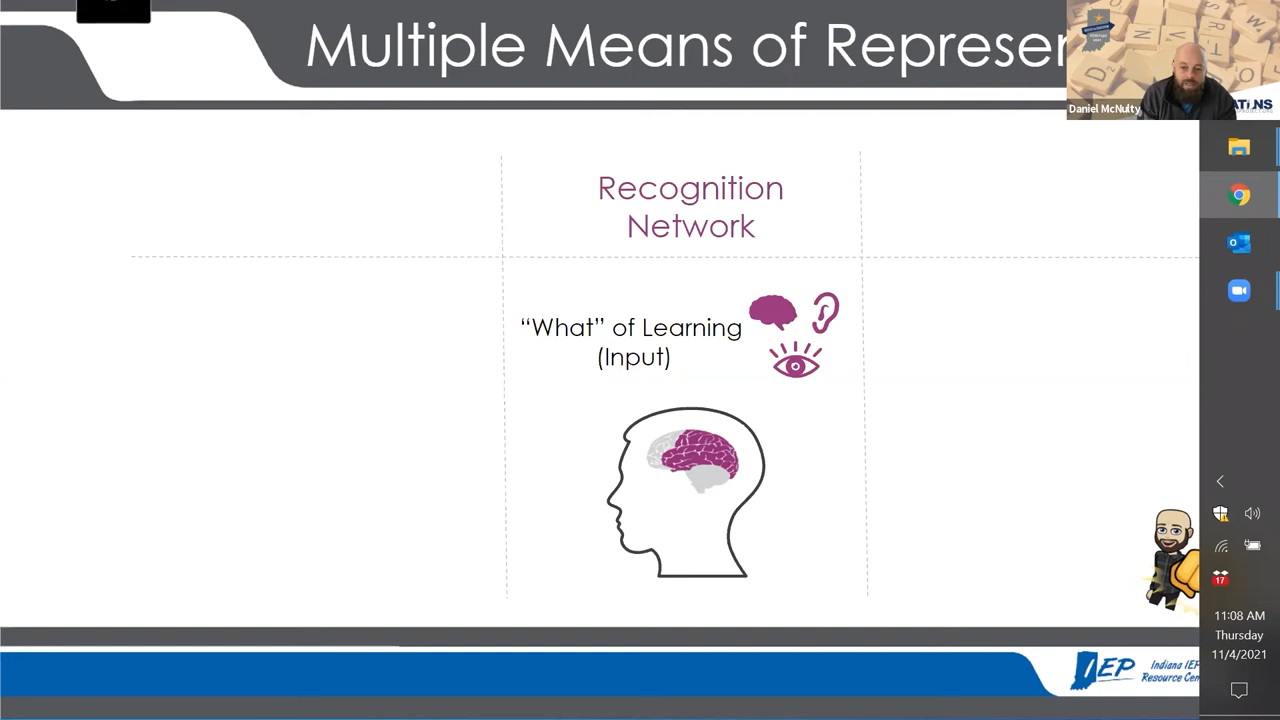 Multiple Means of Represen
Daniel McNulty
Recognition
Network
“What” of Learning
(Input)
17
11:08 AM
Thursday
11/4/2021
IEP
Indiana IEP
Resource Cen